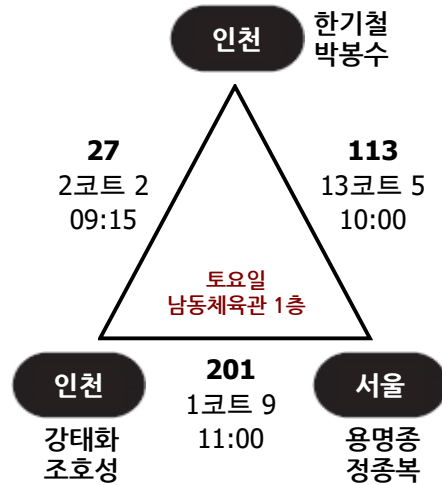 인천
한기철
박봉수
27
2코트 2
09:15
113
13코트 5
10:00
토요일
남동체육관 1층
인천
강태화
조호성
201
1코트 9
11:00
서울
용명종
정종복